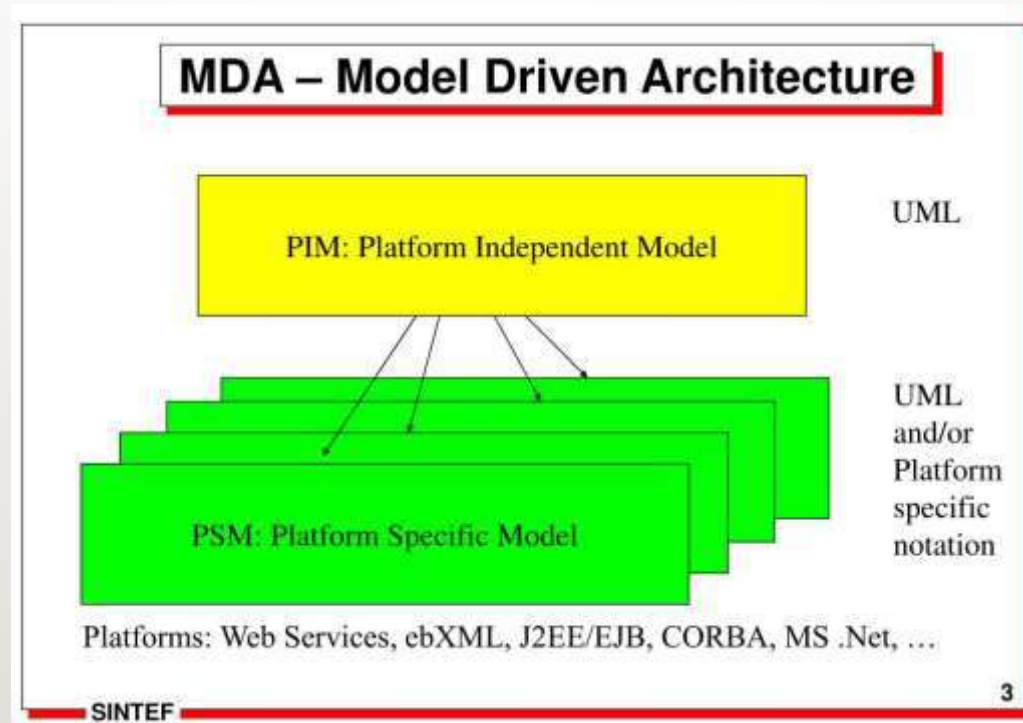 MDA – Model Driven Architecture
PIM: Platform Independent Model
UML
UML
and/or
Platform
specific
notation
PSM: Platform Specific Model
Platforms: Web Services, ebXML, J2EE/EJB, CORBA, MS .Net, …
3
SINTEF